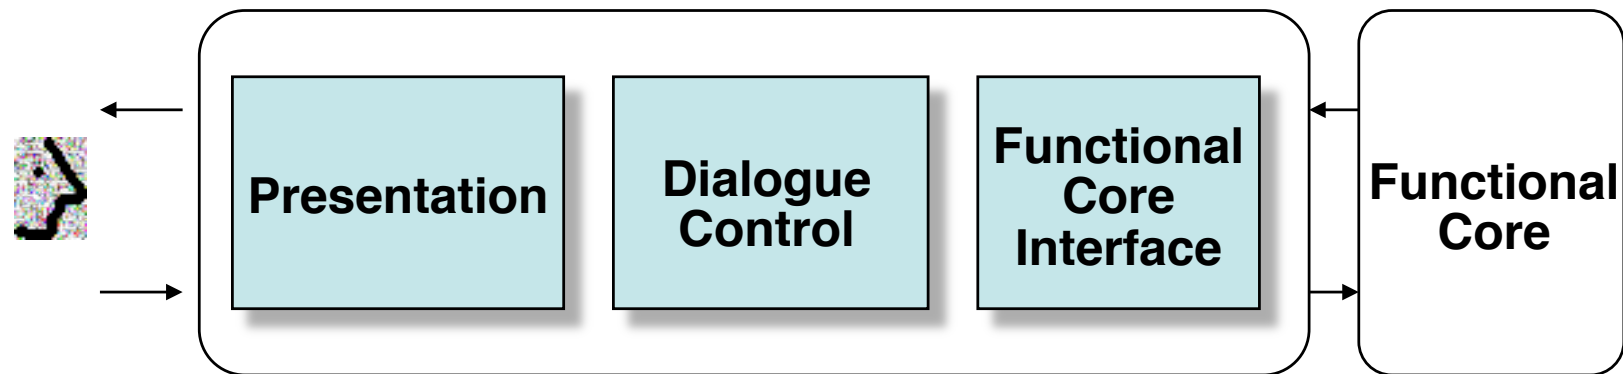 Presentation
Dialogue
Control
Functional
Core
Interface
Functional
Core